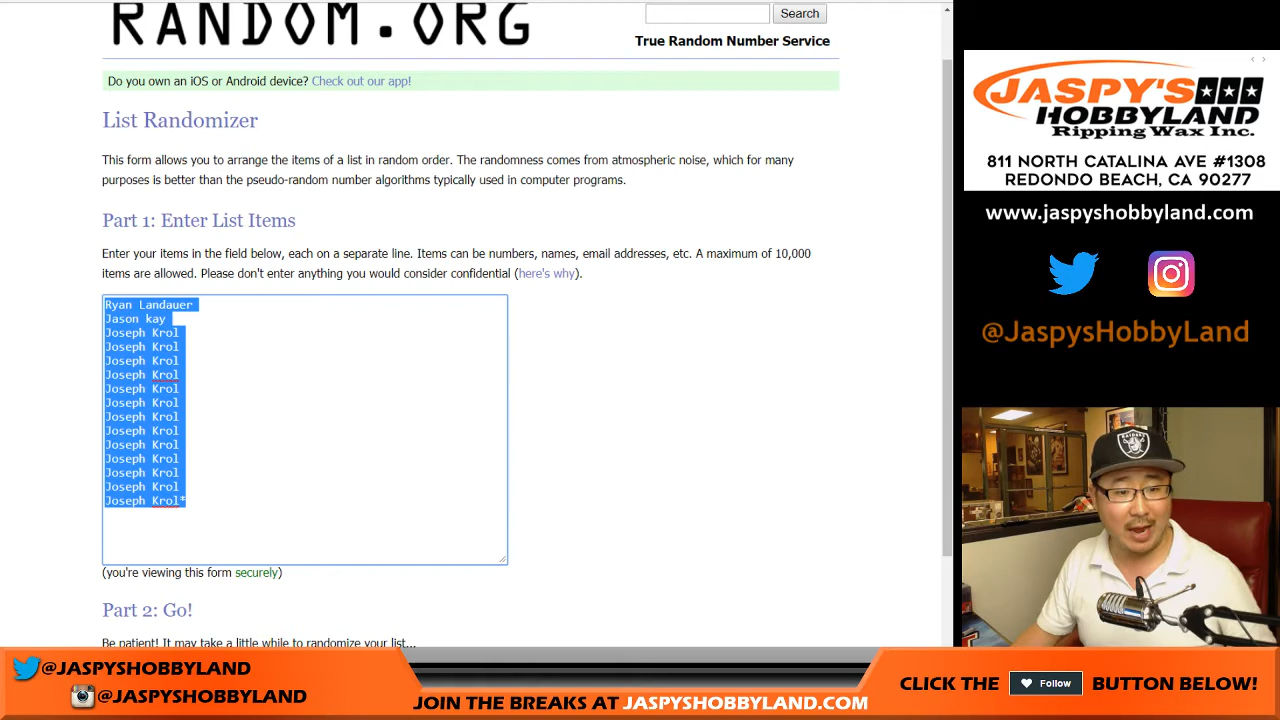 RANDOM.ORG
Search
True Random Number Service
Do you own an iOS or Android device? Check out our app!
List Randomizer
This form allows you to arrange the items of a list in random order. The randomness comes from atmospheric noise, which for many
purposes is better than the pseudo-random number algorithms typically used in computer programs.
Part 1: Enter List Items
Enter your items in the field below, each on a separate line. Items can be numbers, names, email addresses, etc. A maximum of 10,000
items are allowed. Please don't enter anything you would consider confidential (here's why).
Ryan Landauer
Jason kay
Joseph Krol
Joseph Krol
Joseph Krol
Joseph Krol
Joseph Krol
Joseph Krol
Joseph Krol
Joseph Krol
Joseph Krol
Joseph Krol
Joseph Krol
Joseph Krol
Joseph Krol*
(you're viewing this form securely)
Part 2: Go!
Be patient! It may take a little while to randomize your list...
JASPY'S
HOBBYLAND
Ripping Wax Inc.
811 NORTH CATALINA AVE #1308
REDONDO BEACH, CA 90277
www.jaspyshobbyland.com
@JaspysHobbyLand
RAIDERS
@JASPYSHOBBYLAND
@JASPYSHOBBYLAND
JOIN THE BREAKS AT JASPYSHOBBYLAND.COM
CLICK THE Follow BUTTON BELOW!